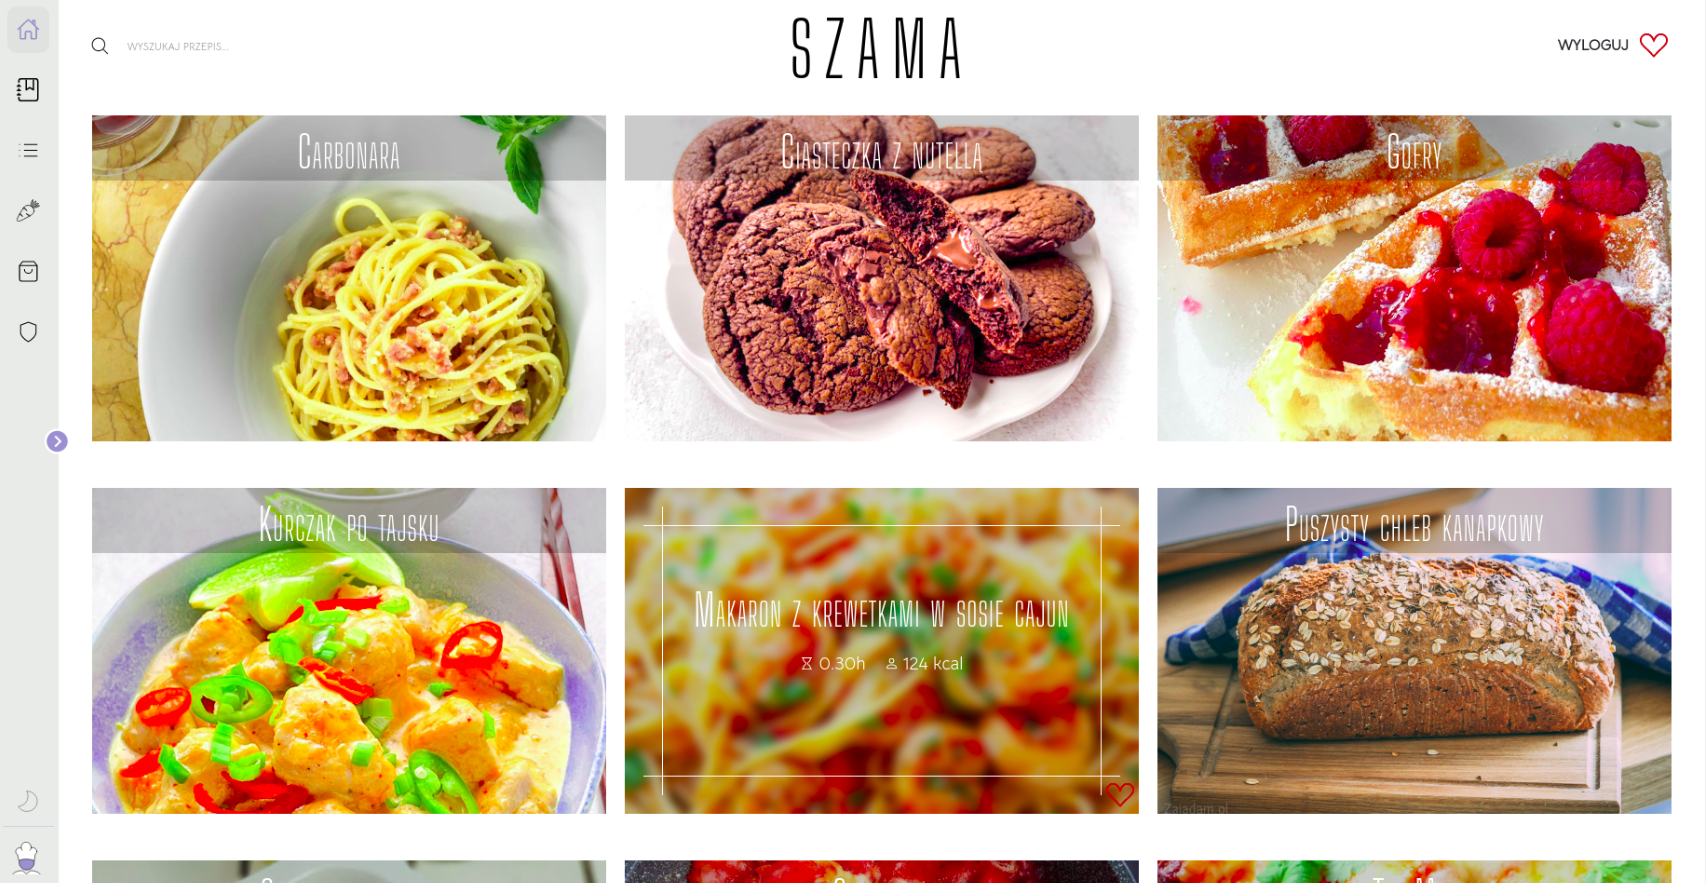 WYSZUKAJ PRZEPIS...
SZAMA
WYLOGUJ
Carbonara
Ciasteczka z nutellą
Gofry
Kurczak po tajsku
Makaron z krewetkami w sosie cajun
0.30h 124 kcal
Puszysty chleb kanapkowy
Zajadam.pl